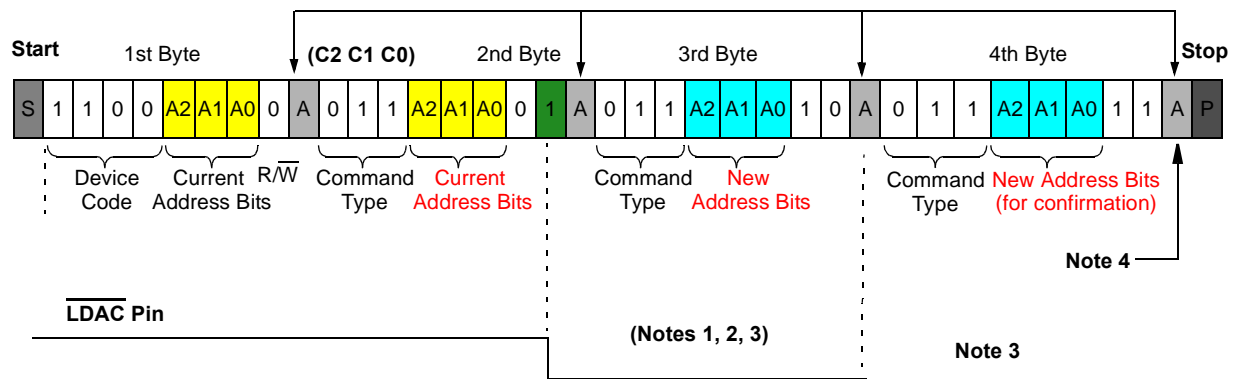 Start 1st Byte (C2 C1 C0) 2nd Byte 3rd Byte 4th Byte Stop
S 1 1 0 0 A2 A1 A0 0 A 0 1 1 A2 A1 A0 0 1 A 0 1 1 A2 A1 A0 1 0 A 0 1 1 A2 A1 A0 1 1 A P
Device Code
Current Address Bits
R/W̅
Command Type
Current Address Bits
Command Type
New Address Bits
Command Type
New Address Bits (for confirmation)
Note 4
L̅D̅A̅C̅ Pin
(Notes 1, 2, 3)
Note 3